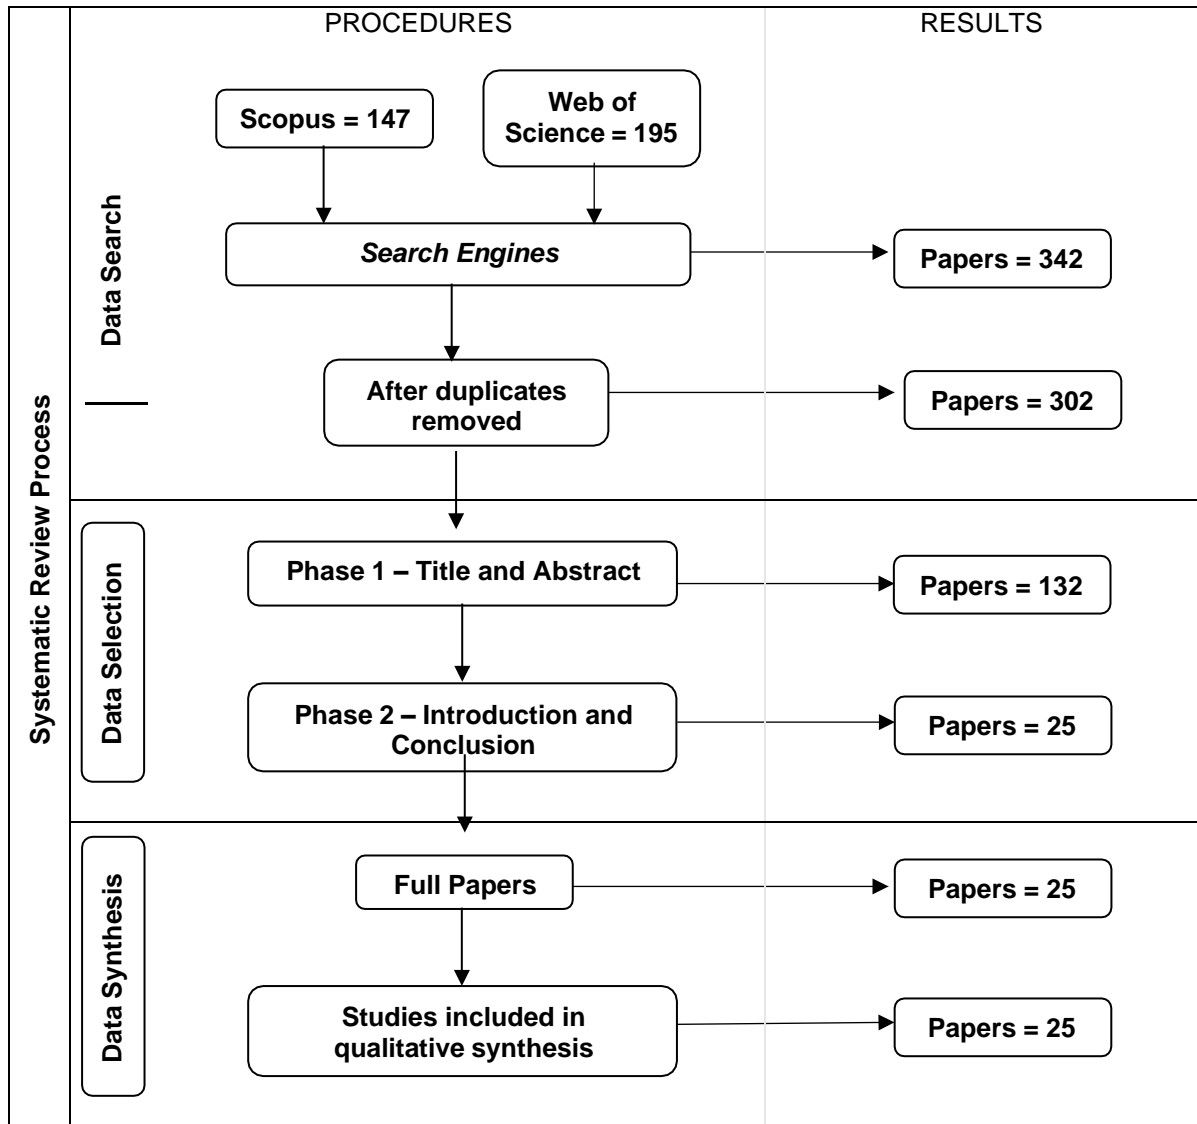 PROCEDURES
RESULTS
Systematic Review Process
Data Search
Scopus = 147
Web of
Science = 195
Search Engines
Papers = 342
After duplicates
removed
Papers = 302
Data Selection
Phase 1 – Title and Abstract
Papers = 132
Phase 2 – Introduction and
Conclusion
Papers = 25
Data Synthesis
Full Papers
Papers = 25
Studies included in
qualitative synthesis
Papers = 25